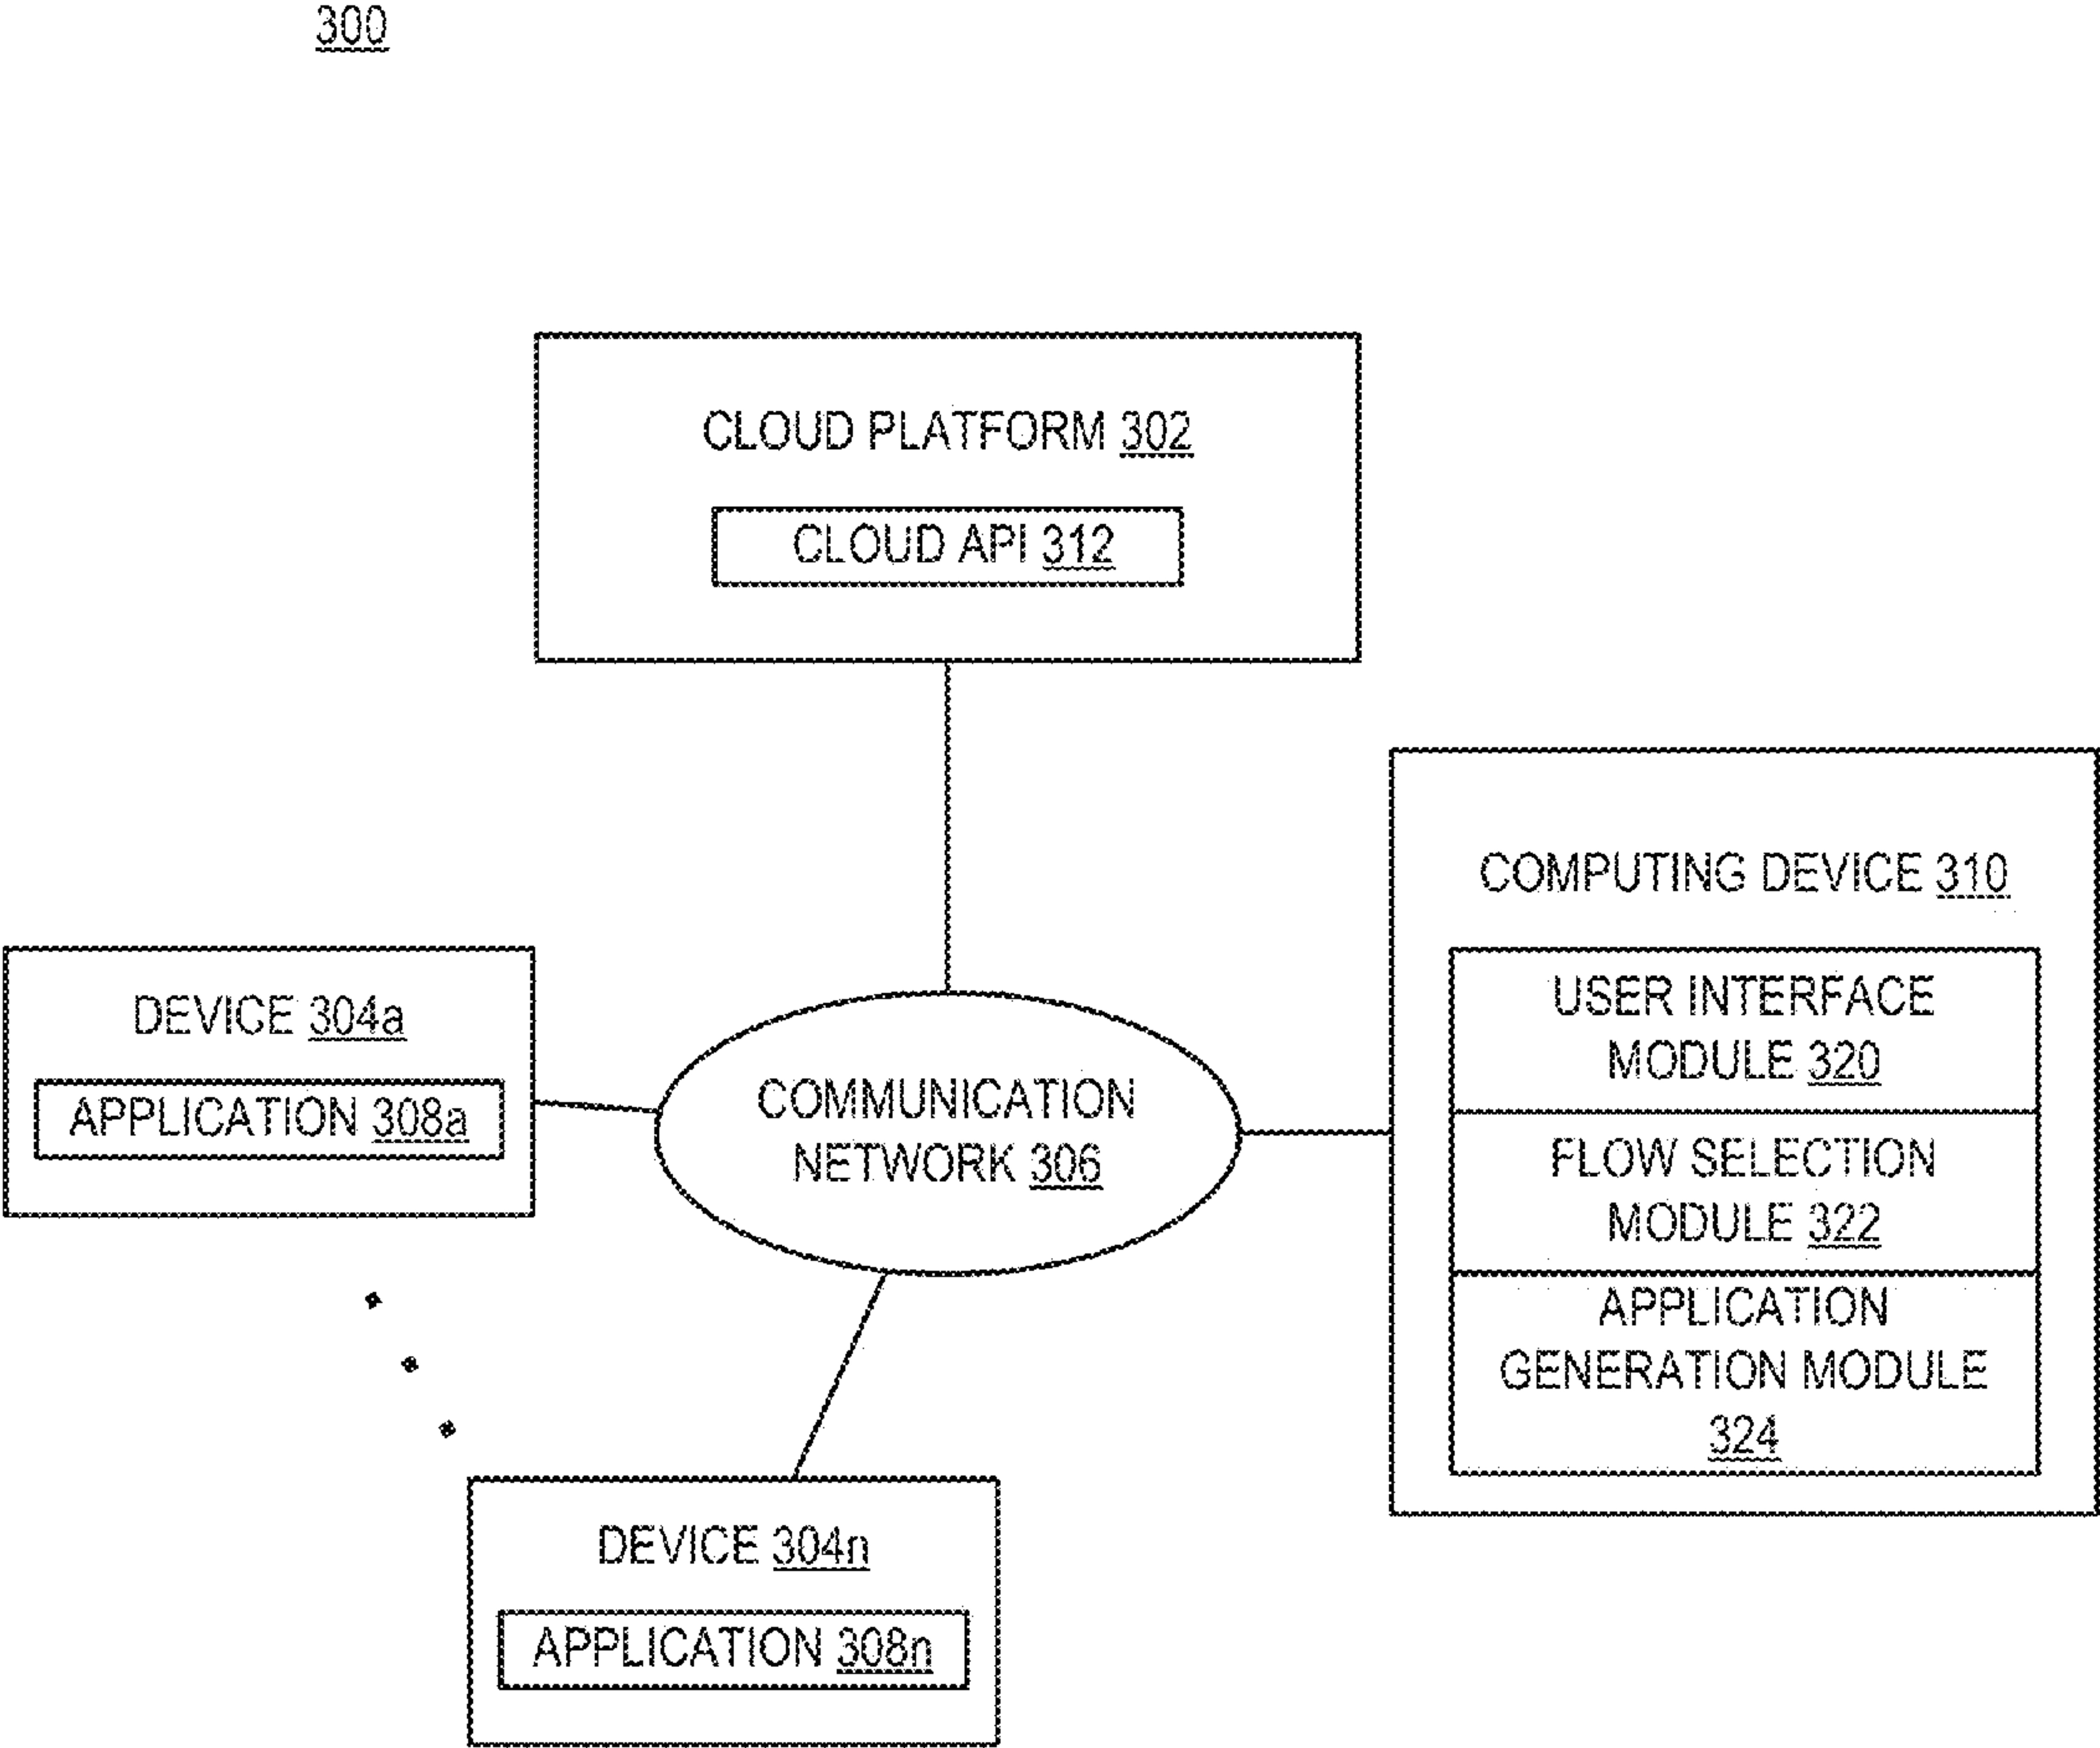 300
CLOUD PLATFORM 302
CLOUD API 312
COMPUTING DEVICE 310
USER INTERFACE
MODULE 320
FLOW SELECTION
MODULE 322
APPLICATION
GENERATION MODULE
324
DEVICE 304a
APPLICATION 308a
COMMUNICATION
NETWORK 306
DEVICE 304n
APPLICATION 308n